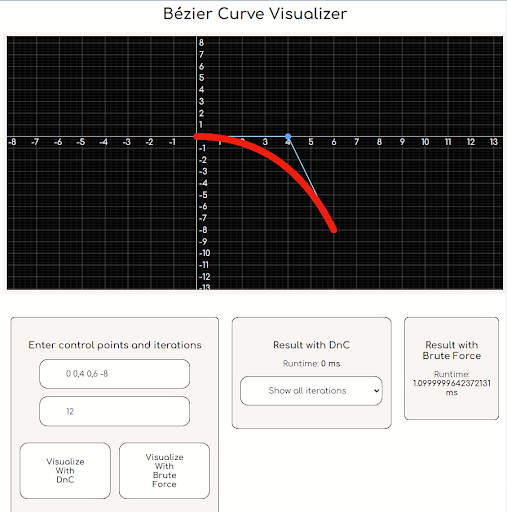 Bézier Curve Visualizer
8
7
6
5
4
3
2
1
-8 -7 -6 -5 -4 -3 -2 -1 1 2 3 4 5 6 7 8 9 10 11 12 13
-1
-2
-3
-4
-5
-6
-7
-8
-9
-10
-11
-12
-13
Enter control points and iterations
0 0,4 0,6 -8
12
Visualize
With
DnC
Visualize
With
Brute
Force
Result with DnC
Runtime: 0 ms
Show all iterations
Result with
Brute Force
Runtime:
1.0999999642372131
ms